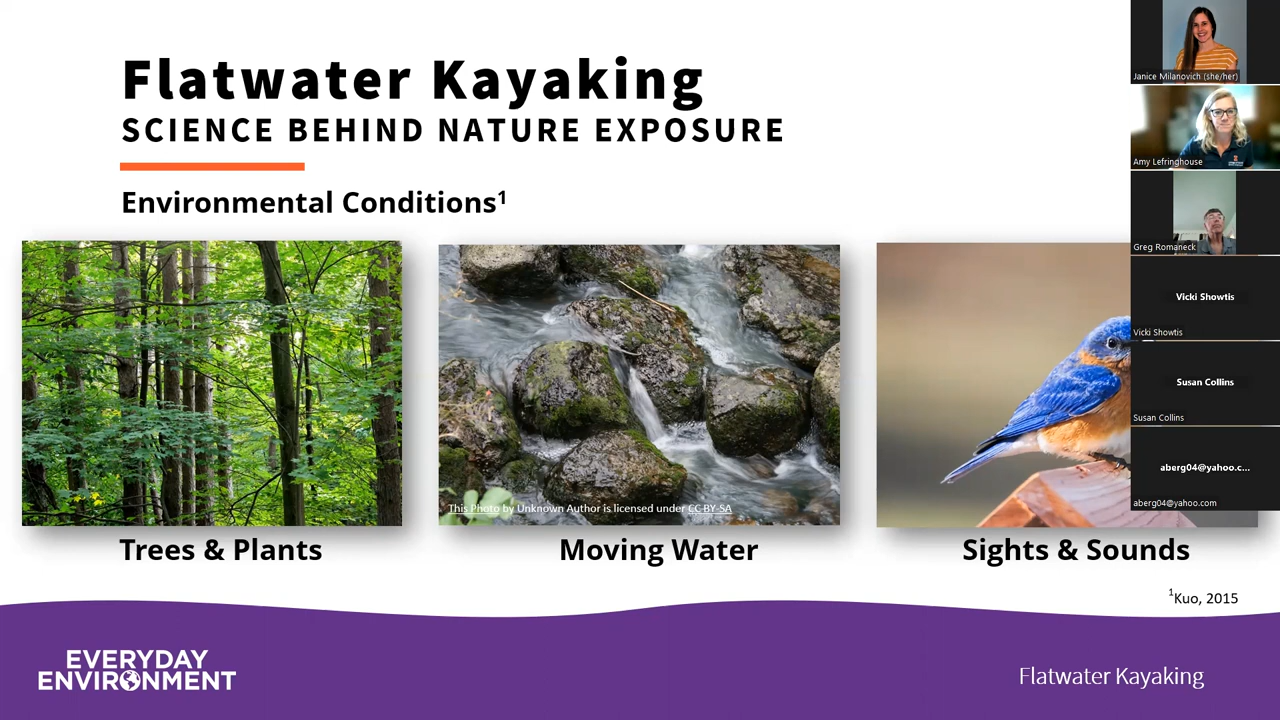 Flatwater Kayaking
SCIENCE BEHIND NATURE EXPOSURE
Environmental Conditions¹
This Photo by Unknown Author is licensed under CC BY-SA
Trees & Plants
Moving Water
Sights & Sounds
¹Kuo, 2015
EVERYDAY
ENVIRONMENT
Flatwater Kayaking
Janice Milanovich (she/her)
Amy Lefringhouse
Greg Romaneck
Vicki Showtis
Vicki Showtis
Susan Collins
Susan Collins
aberg04@yahoo.c...
aberg04@yahoo.com